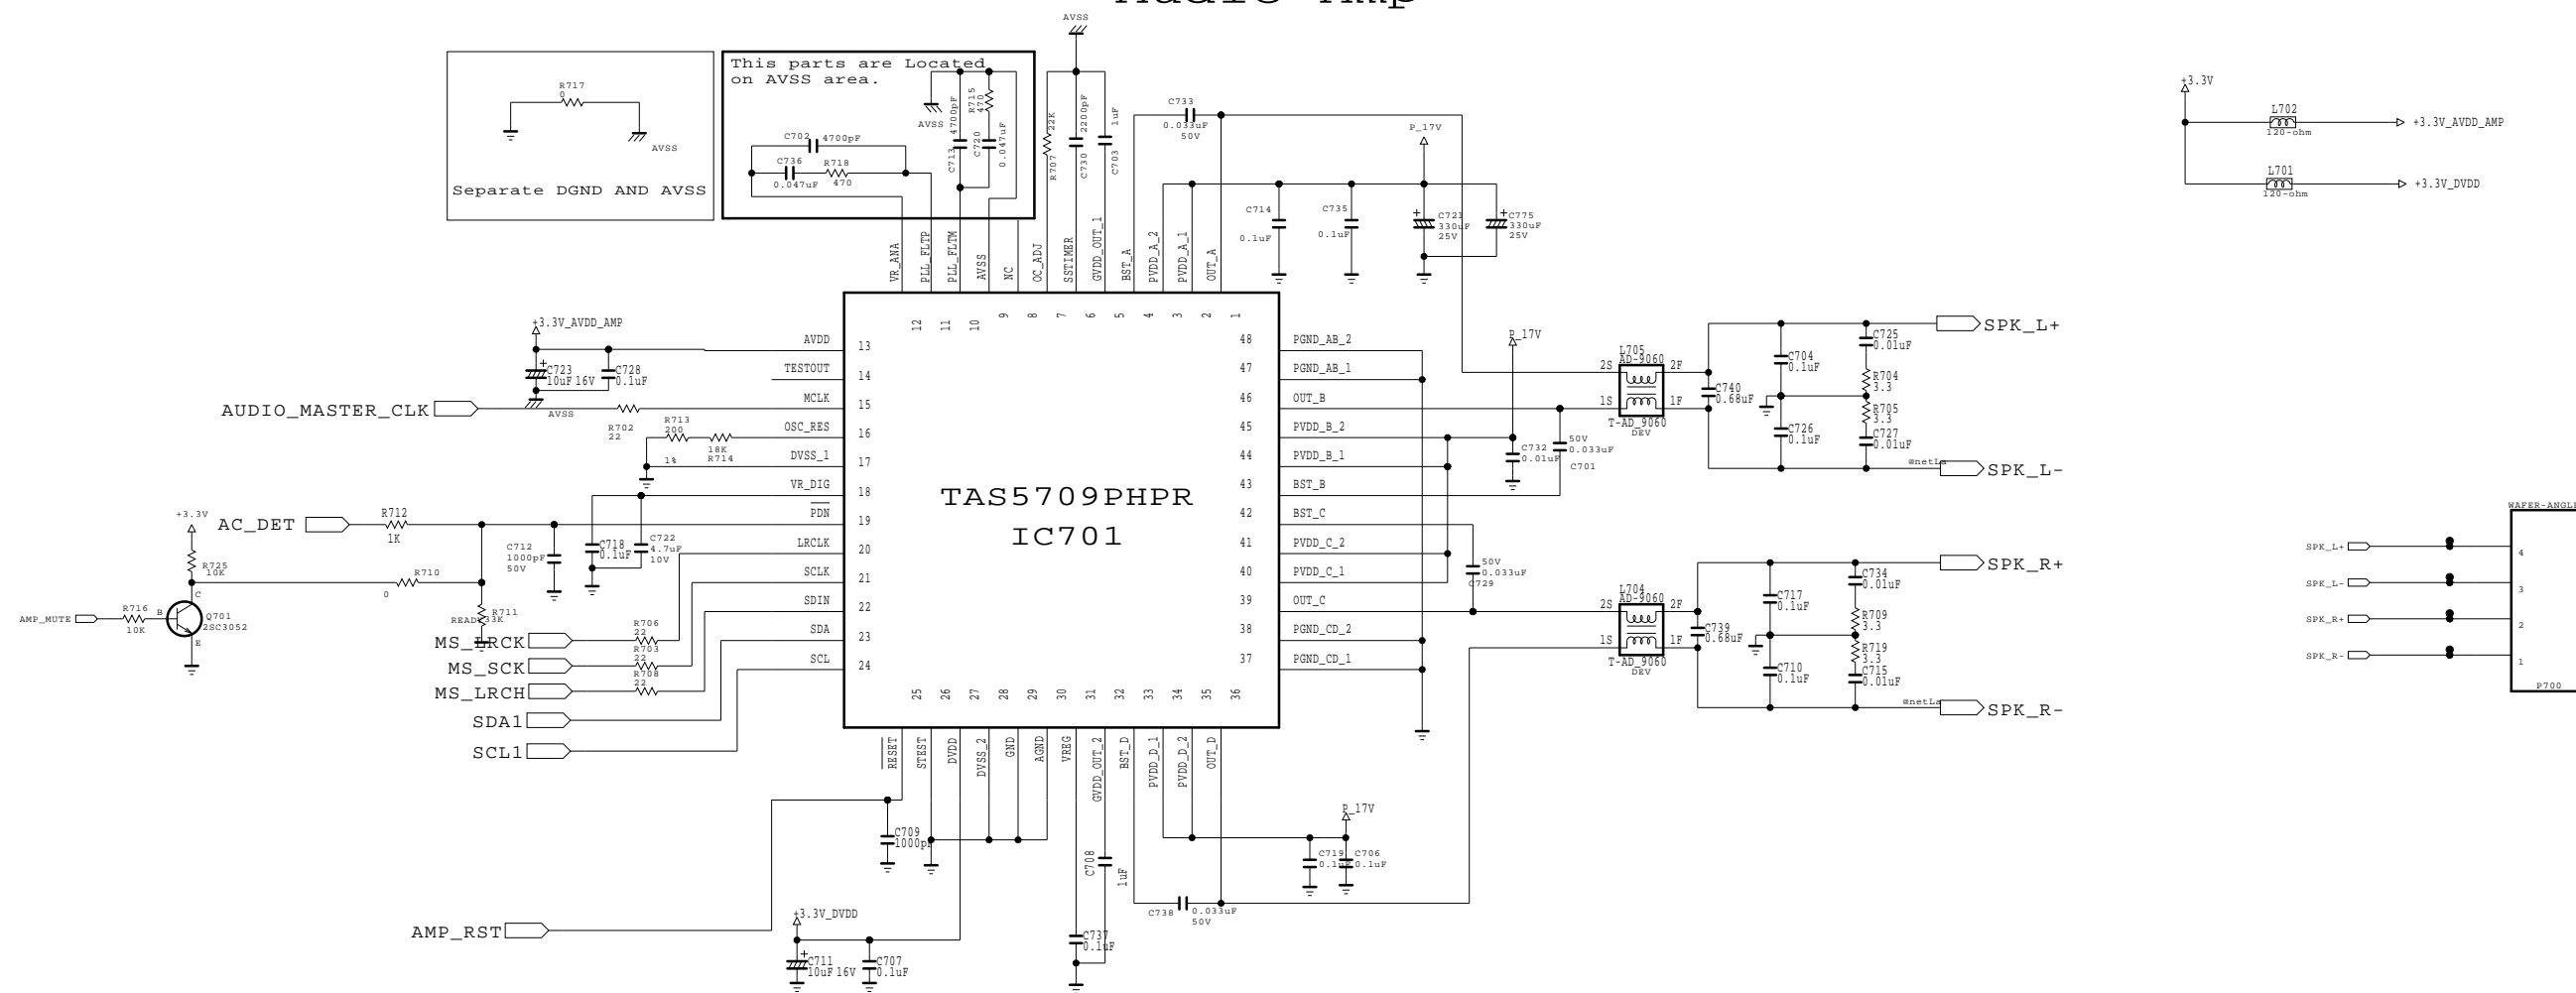 Audio Amp
AVSS
R717
0
AVSS
Separate DGND AND AVSS
This parts are Located
on AVSS area.
AVSS
C702
4700pF
C736
0.047uF
R718
470
C713
4700pF
R715
470
C720
0.047uF
R707
22K
C730
2200pF
C703
1uF
C733
0.033uF
50V
P_17V
C714
0.1uF
C735
0.1uF
C721
330uF
25V
C775
330uF
25V
+3.3V
L702
120-ohm
+3.3V_AVDD_AMP
L701
120-ohm
+3.3V_DVDD
VR_ANA
PLL_FLTP
PLL_FLTM
AVSS
NC
OC_ADJ
SSTIMER
GVDD_OUT_1
BST_A
PVDD_A_2
PVDD_A_1
OUT_A
12
11
10
9
8
7
6
5
4
3
2
1
+3.3V_AVDD_AMP
C723
10uF 16V
C728
0.1uF
AVSS
AUDIO_MASTER_CLK
R702
22
R713
200
1%
18K
R714
AVDD
TESTOUT
MCLK
OSC_RES
DVSS_1
VR_DIG
PDN
LRCLK
SCLK
SDIN
SDA
SCL
13
14
15
16
17
18
19
20
21
22
23
24
TAS5709PHPR
IC701
48
47
46
45
44
43
42
41
40
39
38
37
PGND_AB_2
PGND_AB_1
OUT_B
PVDD_B_2
PVDD_B_1
BST_B
BST_C
PVDD_C_2
PVDD_C_1
OUT_C
PGND_CD_2
PGND_CD_1
P_17V
C732
0.01uF
50V
0.033uF
C701
50V
0.033uF
C729
L705
AD-9060
2S
2F
1S
1F
T-AD_9060
DEV
C740
0.68uF
C704
0.1uF
C726
0.1uF
C725
0.01uF
R704
3.3
R705
3.3
C727
0.01uF
SPK_L+
@netLa
SPK_L-
L704
AD-9060
2S
2F
1S
1F
T-AD_9060
DEV
C739
0.68uF
C717
0.1uF
C710
0.1uF
C734
0.01uF
R709
3.3
R719
3.3
C715
0.01uF
SPK_R+
@netLa
SPK_R-
WAFER-ANGLE
SPK_L+
4
SPK_L-
3
SPK_R+
2
SPK_R-
1
P700
+3.3V
R725
10K
AC_DET
R712
1K
R710
0
AMP_MUTE
R716
10K
B
C
E
Q701
2SC3052
R711
33K
C712
1000pF
50V
C718
0.1uF
C722
4.7uF
10V
MS_LRCK
R706
22
MS_SCK
R703
22
MS_LRCH
R708
22
SDA1
SCL1
25
26
27
28
29
30
31
32
33
34
35
36
RESET
STEST
DVDD
DVSS_2
GND
AGND
VREG
GVDD_OUT_2
BST_D
PVDD_D_1
PVDD_D_2
OUT_D
C709
1000pF
C708
1uF
P_17V
C719
0.1uF
C706
0.1uF
C738
0.033uF
50V
AMP_RST
+3.3V_DVDD
C711
10uF 16V
C707
0.1uF
C737
0.1uF